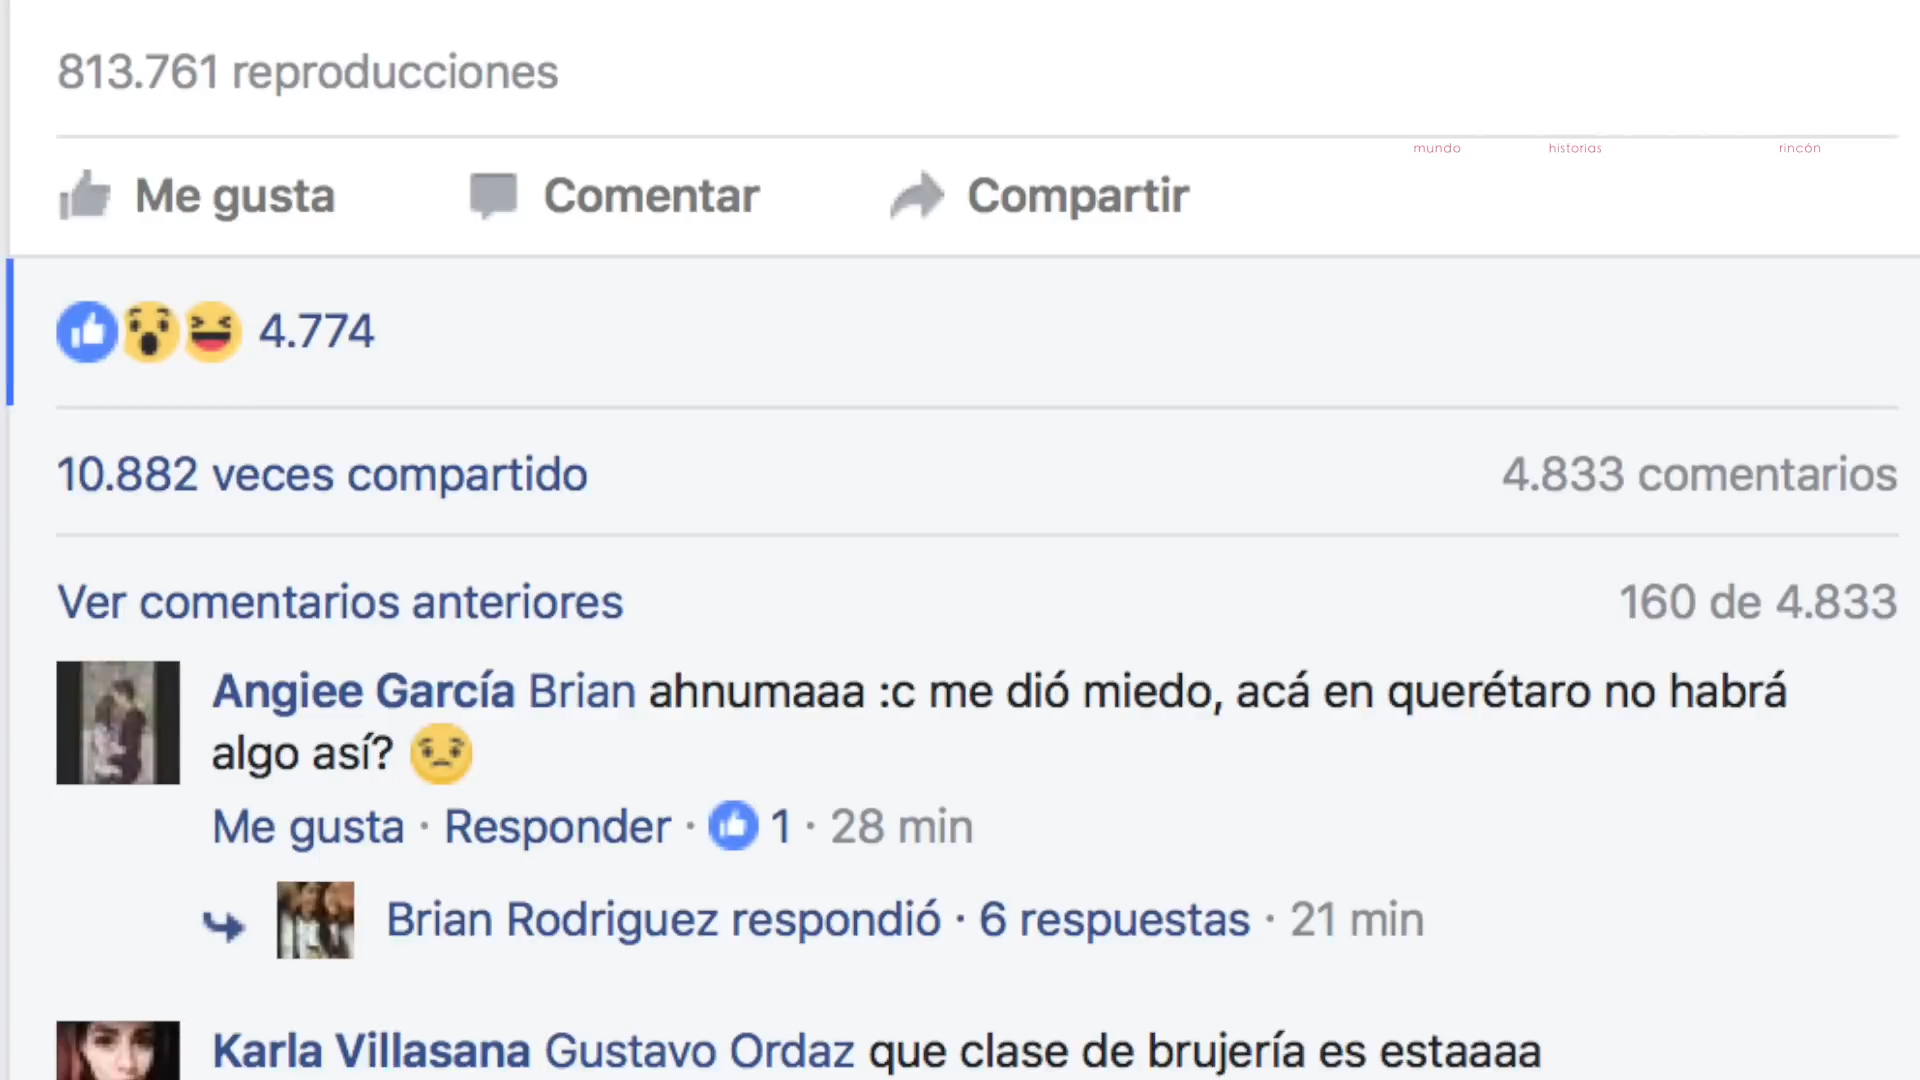 813.761 reproducciones
mundo historias rincón
Me gusta Comentar Compartir
4.774
10.882 veces compartido 4.833 comentarios
Ver comentarios anteriores 160 de 4.833
Angiee García Brian ahnumaaa :c me dió miedo, acá en querétaro no habrá
algo así?
Me gusta · Responder · 1 · 28 min
Brian Rodriguez respondió · 6 respuestas · 21 min
Karla Villasana Gustavo Ordaz que clase de brujería es estaaaa